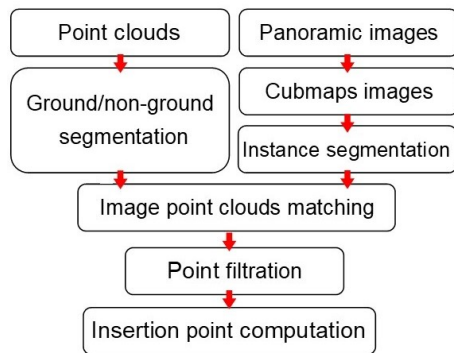 Point clouds
Panoramic images
Ground/non-ground
segmentation
Cubmaps images
Instance segmentation
Image point clouds matching
Point filtration
Insertion point computation